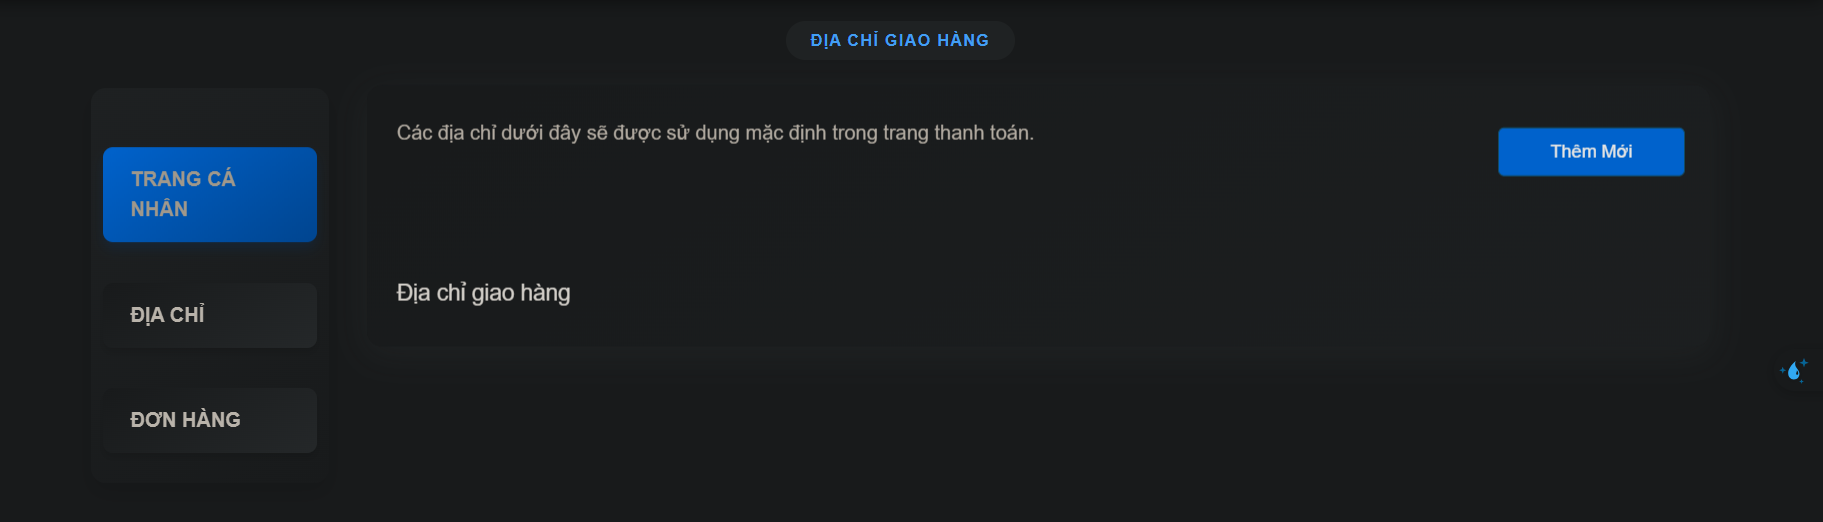 ĐỊA CHỈ GIAO HÀNG
TRANG CÁ
NHÂN
ĐỊA CHỈ
ĐƠN HÀNG
Các địa chỉ dưới đây sẽ được sử dụng mặc định trong trang thanh toán.
Thêm Mới
Địa chỉ giao hàng